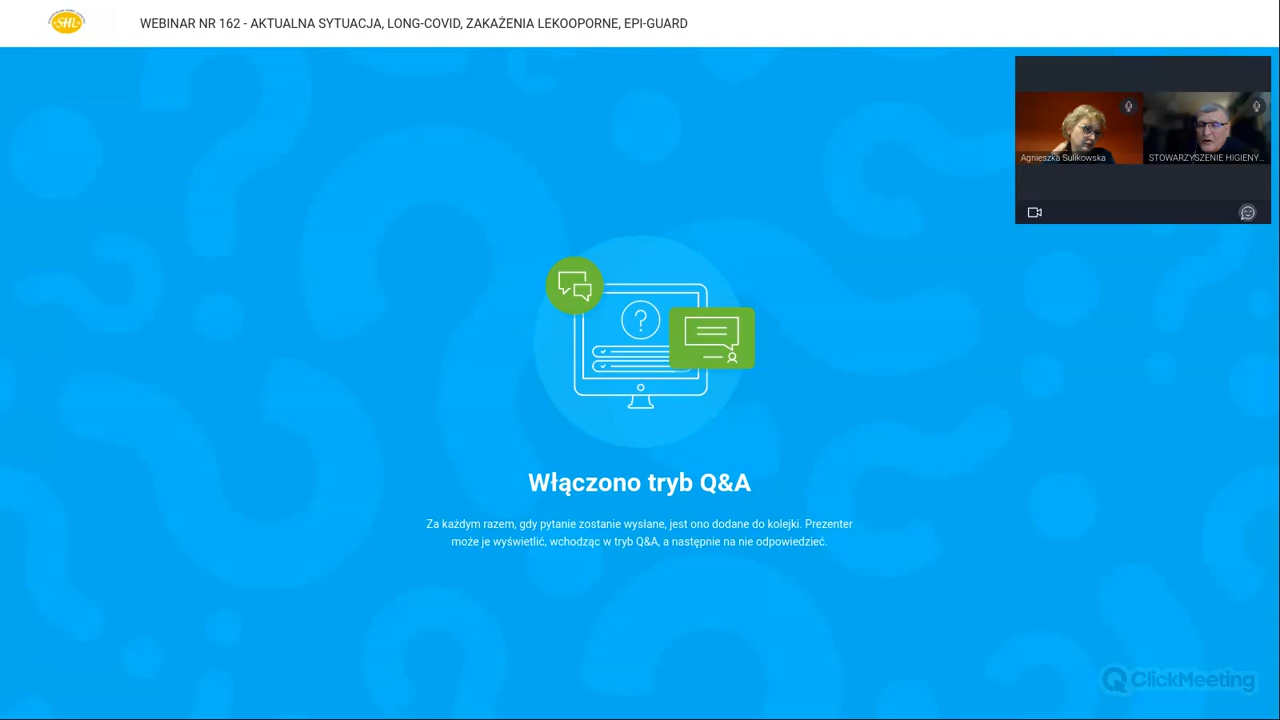 SHL
WEBINAR NR 162 - AKTUALNA SYTUACJA, LONG-COVID, ZAKAŻENIA LEKOOPORNE, EPI-GUARD
Agnieszka Sulikowska
STOWARZYSZENIE HIGIENY...
Włączono tryb Q&A
Za każdym razem, gdy pytanie zostanie wysłane, jest ono dodane do kolejki. Prezenter
może je wyświetlić, wchodząc w tryb Q&A, a następnie na nie odpowiedzieć.
ClickMeeting